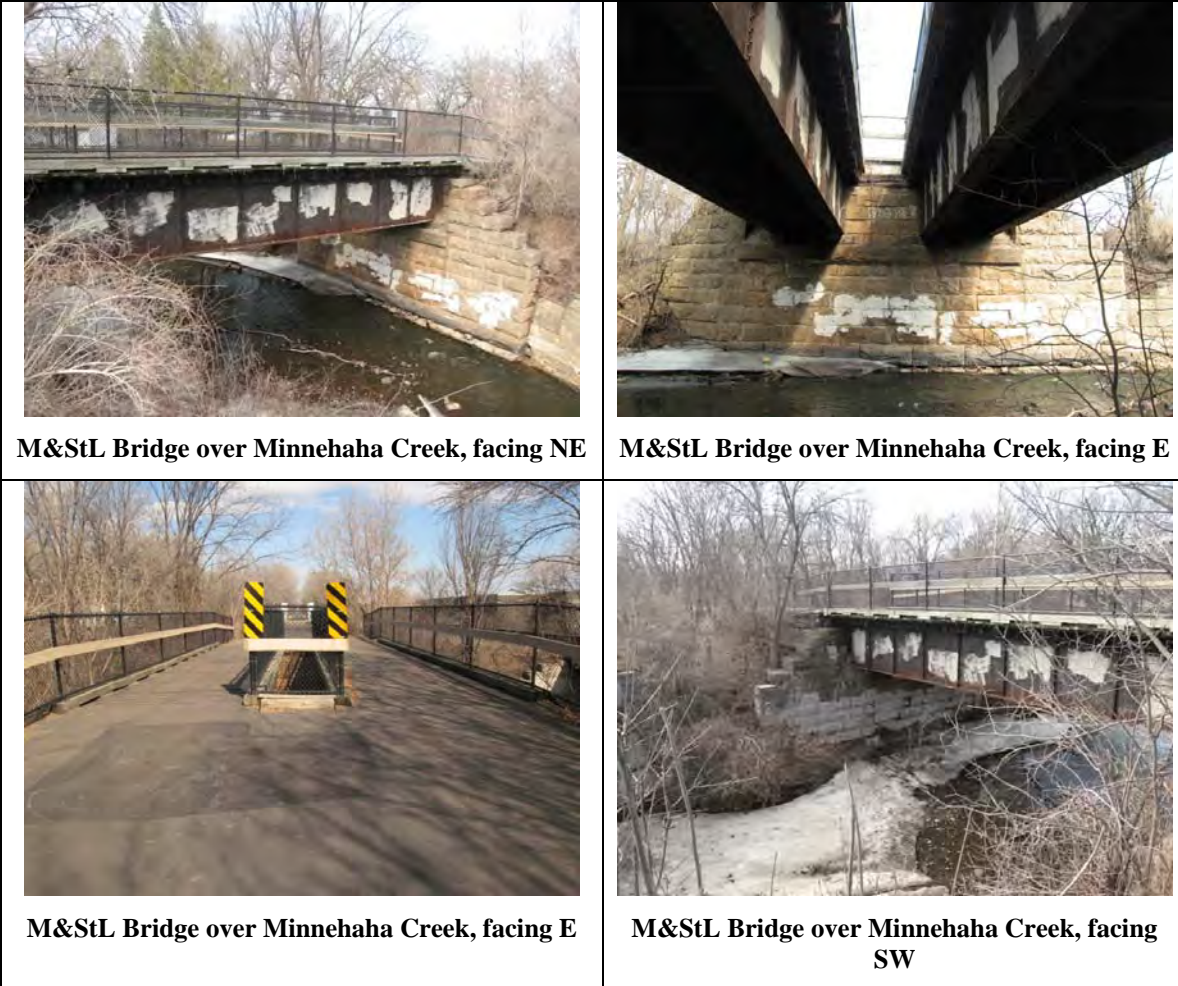 M&StL Bridge over Minnehaha Creek, facing NE
M&StL Bridge over Minnehaha Creek, facing E
M&StL Bridge over Minnehaha Creek, facing E
M&StL Bridge over Minnehaha Creek, facing
SW